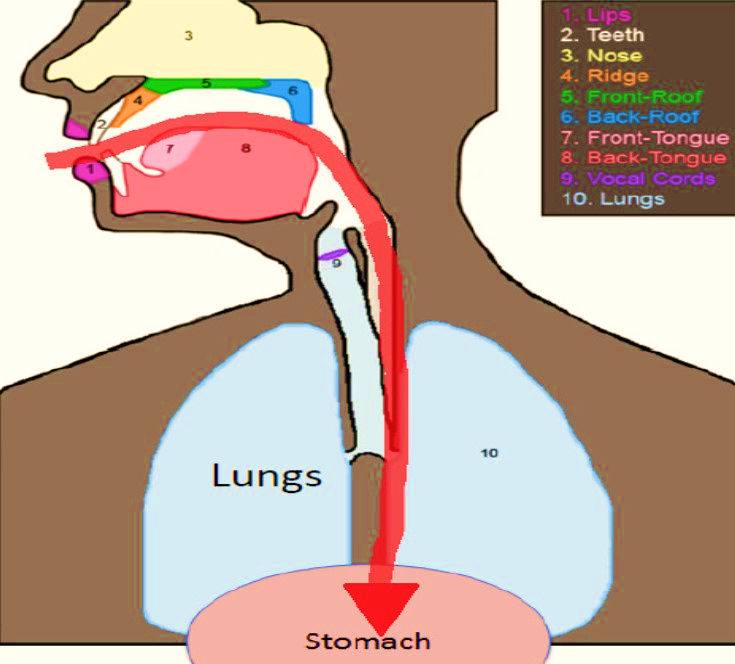 1. Lips
2. Teeth
3. Nose
4. Ridge
5. Front-Roof
6. Back-Roof
7. Front-Tongue
8. Back-Tongue
9. Vocal Cords
10. Lungs
3
5
6
4
2
7
8
1
9
10
Lungs
Stomach